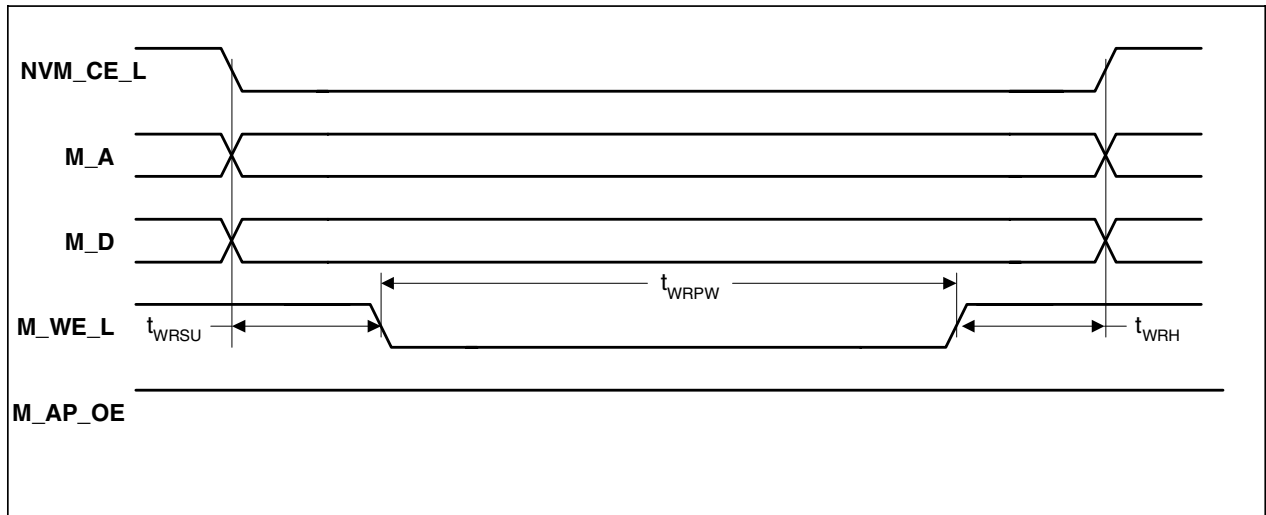 NVM_CE_L
M_A
M_D
t_WRPW
M_WE_L t_WRSU t_WRH
M_AP_OE